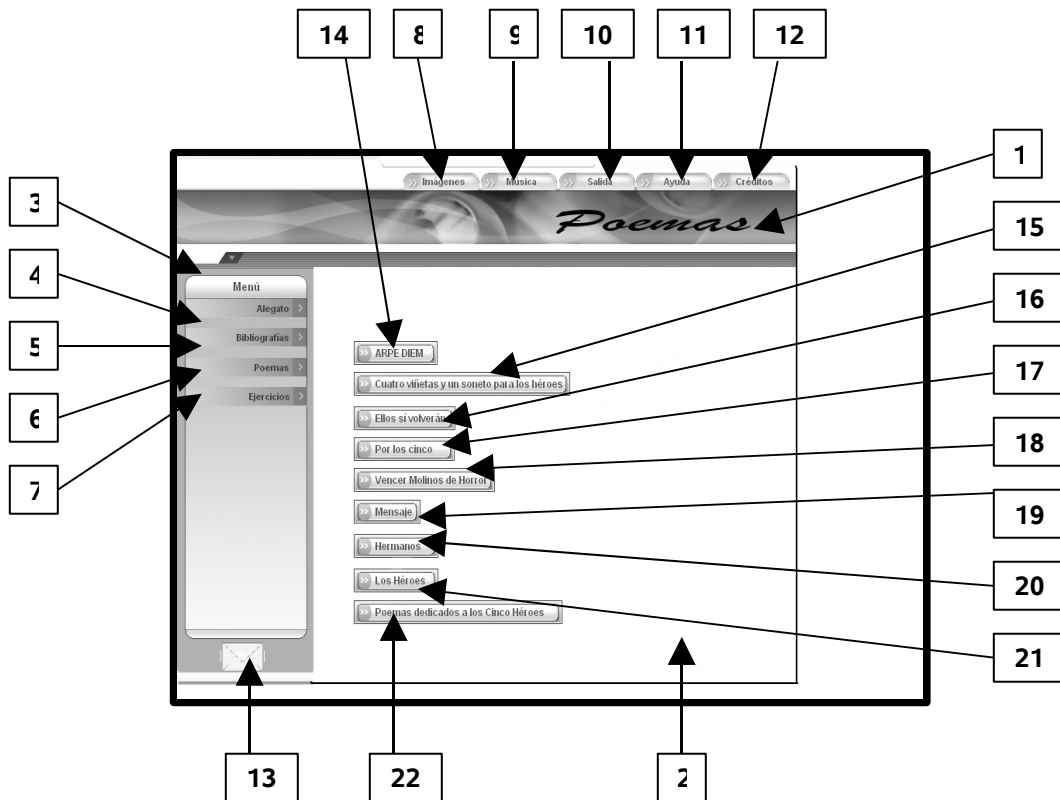 14
8
9
10
11
12
1
Imágenes
Musica
Salida
Ayuda
Créditos
Poemas
3
4
5
6
7
Menú
Alegato
Bibliografías
Poemas
Ejercicios
ARPE DIEM
Cuatro viñetas y un soneto para los héroes
Ellos sí volverán
Por los cinco
Vencer Molinos de Horror
Mensaje
Hermanos
Los Héroes
Poemas dedicados a los Cinco Héroes
15
16
17
18
19
20
21
13
22
2